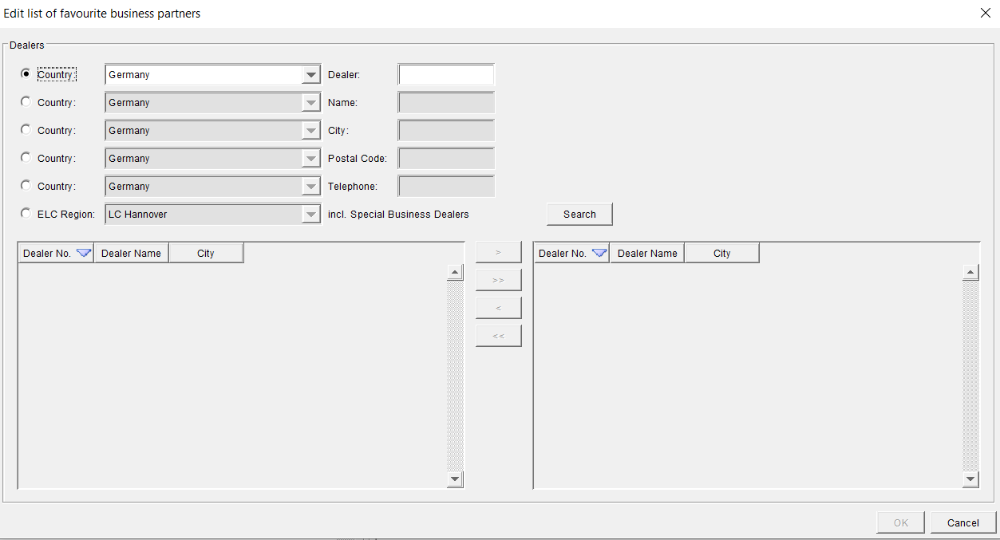 Edit list of favourite business partners
Dealers
Country: Germany Dealer:
Country: Germany Name:
Country: Germany City:
Country: Germany Postal Code:
Country: Germany Telephone:
ELC Region: LC Hannover incl. Special Business Dealers Search
Dealer No. Dealer Name City > Dealer No. Dealer Name City
>>
<
<<
OK Cancel